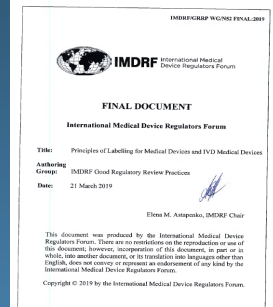 IMDRF/GRRP WG/N52 FINAL:2019
IMDRF International Medical
Device Regulators Forum
FINAL DOCUMENT
International Medical Device Regulators Forum
Title: Principles of Labelling for Medical Devices and IVD Medical Devices
Authoring
Group: IMDRF Good Regulatory Review Practices
Date: 21 March 2019
Elena M. Astapenko, IMDRF Chair
This document was produced by the International Medical Device
Regulators Forum. There are no restrictions on the reproduction or use of
this document; however, incorporation of this document, in part or in
whole, into another document, or its translation into languages other than
English, does not convey or represent an endorsement of any kind by the
International Medical Device Regulators Forum.
Copyright © 2019 by the International Medical Device Regulators Forum.